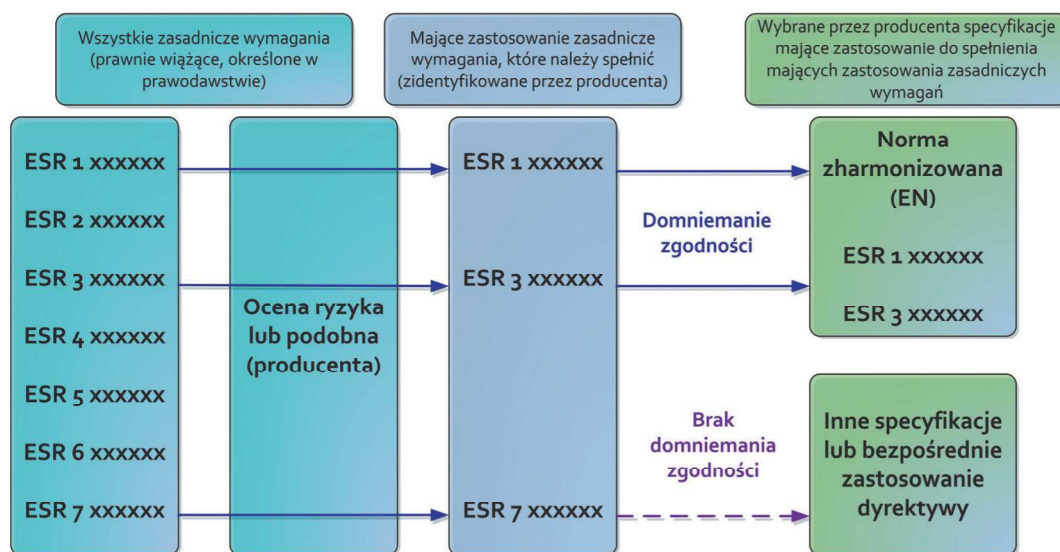 Wszystkie zasadnicze wymagania
(prawnie wiążące, określone w
prawodawstwie)
Mające zastosowanie zasadnicze
wymagania, które należy spełnić
(zidentyfikowane przez producenta)
Wybrane przez producenta specyfikacje
mające zastosowanie do spełnienia
mających zastosowania zasadniczych
wymagań
ESR 1 xxxxxx
ESR 2 xxxxxx
ESR 3 xxxxxx
ESR 4 xxxxxx
ESR 5 xxxxxx
ESR 6 xxxxxx
ESR 7 xxxxxx
Ocena ryzyka
lub podobna
(producenta)
ESR 1 xxxxxx
ESR 3 xxxxxx
ESR 7 xxxxxx
Domniemanie
zgodności
Brak
domniemania
zgodności
Norma
zharmonizowana
(EN)
ESR 1 xxxxxx
ESR 3 xxxxxx
Inne specyfikacje
lub bezpośrednie
zastosowanie
dyrektywy